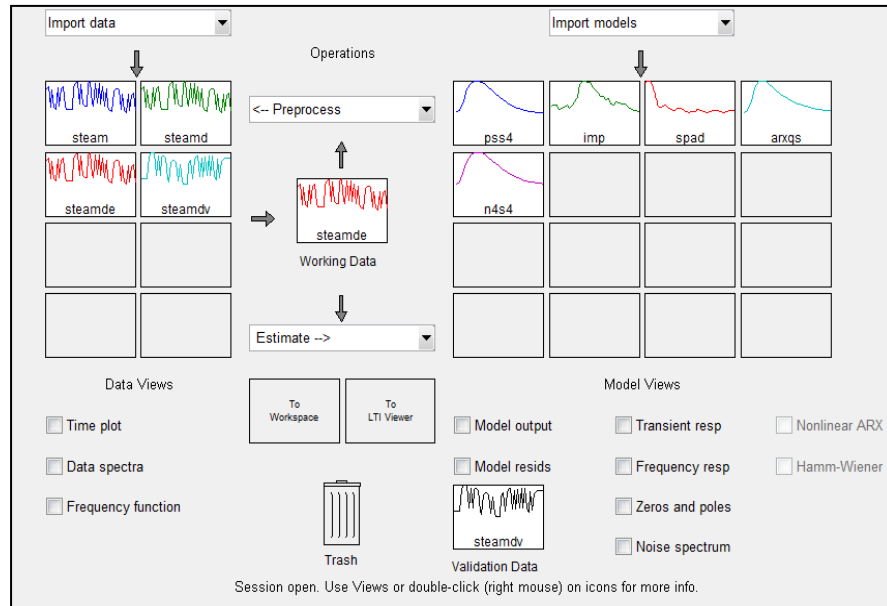 Import data
Import models
Operations
<-- Preprocess
steam
steamd
steamde
steamdv
steamde
Working Data
pss4
imp
spad
arxqs
n4s4
Estimate -->
Data Views
Time plot
Data spectra
Frequency function
To
Workspace
To
LTI Viewer
Trash
Model Views
Model output
Model resids
Transient resp
Frequency resp
Zeros and poles
Noise spectrum
Nonlinear ARX
Hamm-Wiener
steamdv
Validation Data
Session open. Use Views or double-click (right mouse) on icons for more info.